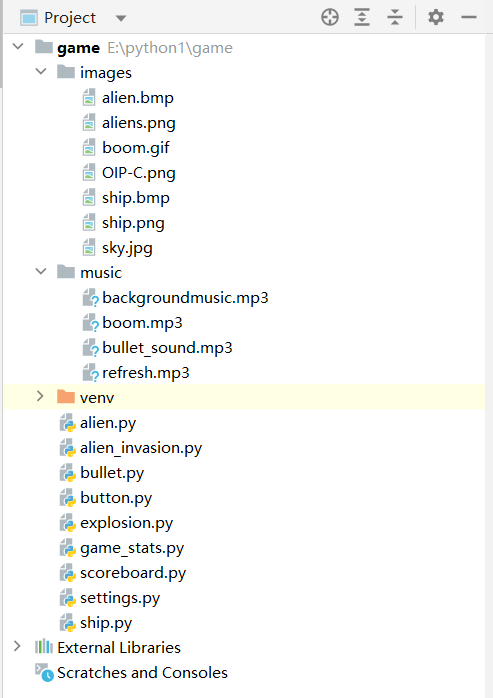 Project
game E:\python1\game
images
alien.bmp
aliens.png
boom.gif
OIP-C.png
ship.bmp
ship.png
sky.jpg
music
backgroundmusic.mp3
boom.mp3
bullet_sound.mp3
refresh.mp3
venv
alien.py
alien_invasion.py
bullet.py
button.py
explosion.py
game_stats.py
scoreboard.py
settings.py
ship.py
External Libraries
Scratches and Consoles